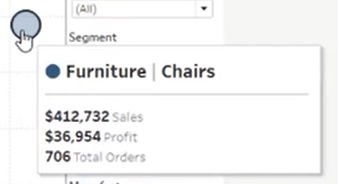 (All)
Segment
Furniture | Chairs
$412,732 Sales
$36,954 Profit
706 Total Orders